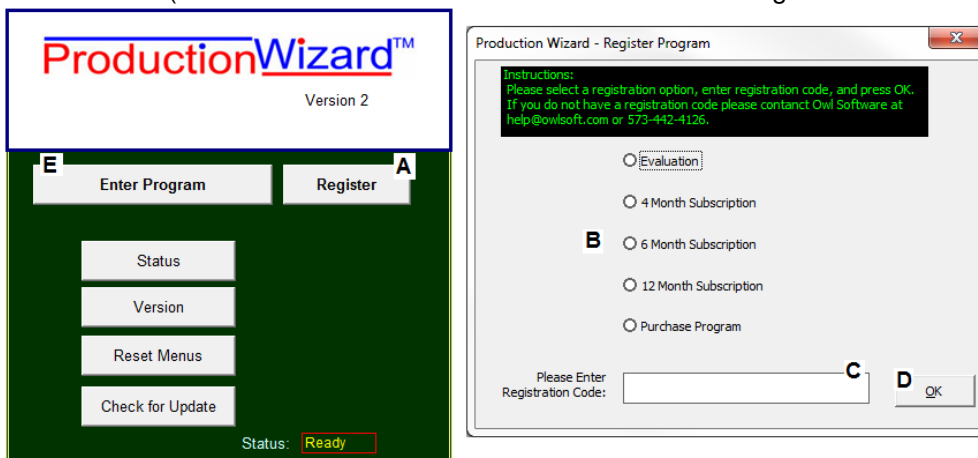 ProductionWizard™
Version 2
E
A
Enter Program
Register
Status
Version
Reset Menus
Check for Update
Status: Ready
Production Wizard - Register Program
Instructions:
Please select a registration option, enter registration code, and press OK.
If you do not have a registration code please contanct Owl Software at
help@owlsoft.com or 573-442-4126.
Evaluation
4 Month Subscription
B
6 Month Subscription
12 Month Subscription
Purchase Program
Please Enter
Registration Code:
C
D
OK